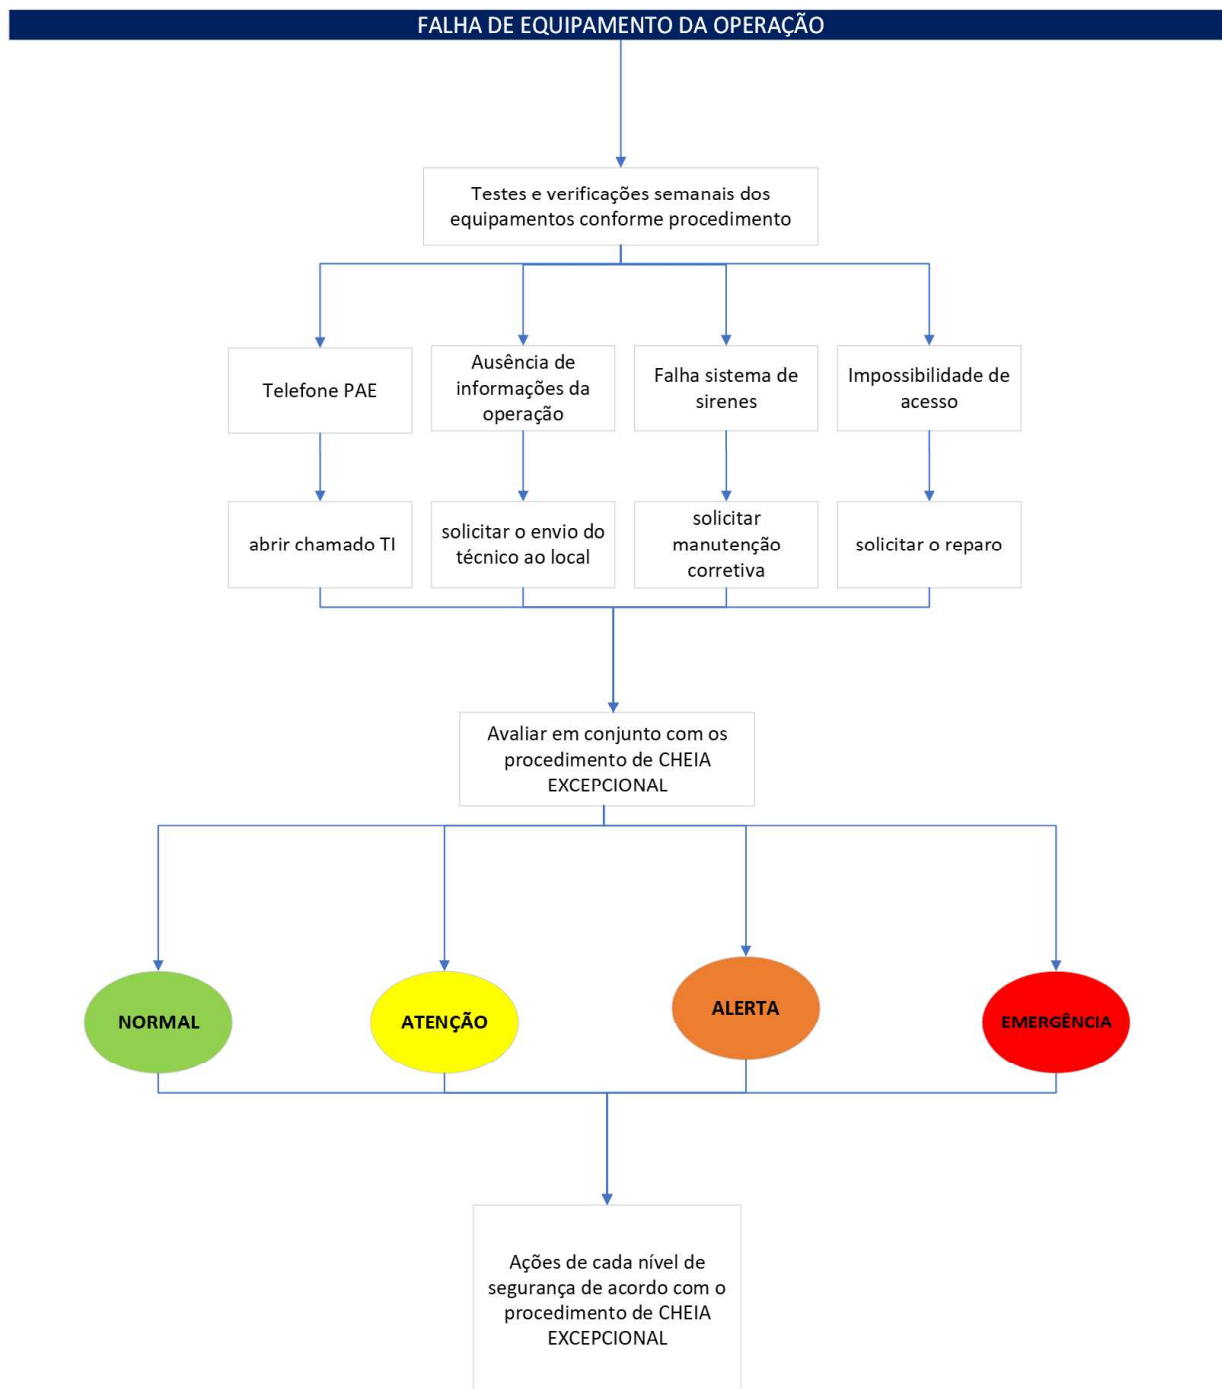 FALHA DE EQUIPAMENTO DA OPERAÇÃO
Testes e verificações semanais dos
equipamentos conforme procedimento
Telefone PAE
Ausência de
informações da
operação
Falha sistema de
sirenes
Impossibilidade de
acesso
abrir chamado TI
solicitar o envio do
técnico ao local
solicitar
manutenção
corretiva
solicitar o reparo
Avaliar em conjunto com os
procedimento de CHEIA
EXCEPCIONAL
NORMAL
ATENÇÃO
ALERTA
EMERGÊNCIA
Ações de cada nível de
segurança de acordo com o
procedimento de CHEIA
EXCEPCIONAL